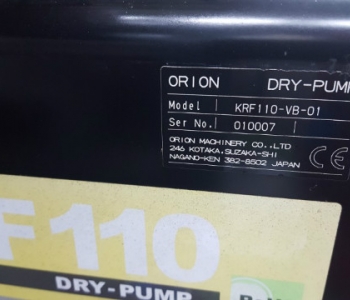 ORION DRY-PUMP
Model KRF110-VB-01
Ser No. 010007
ORION MACHINERY CO.,LTD
246 KOTAKA,SUZAKA-SHI
NAGANO-KEN 382-8502 JAPAN
CE
F 110
DRY-PUMP